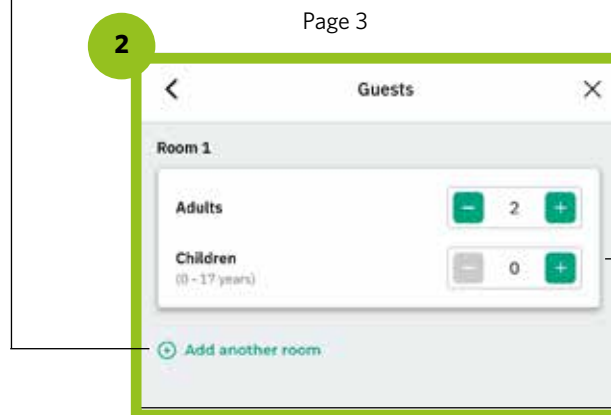 Page 3
2
Guests
Room 1
Adults
2
Children
0
(0 - 17 years)
Add another room